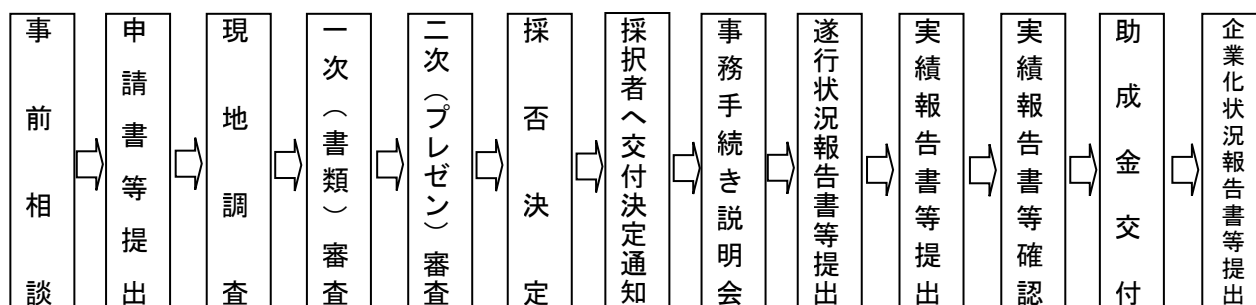 事前相談
申請書等提出
現地調査
一次（書類）審査
二次（プレゼン）審査
採否決定
採択者へ交付決定通知
事務手続き説明会
遂行状況報告書等提出
実績報告書等提出
実績報告書等確認
助成金交付
企業化状況報告書等提出